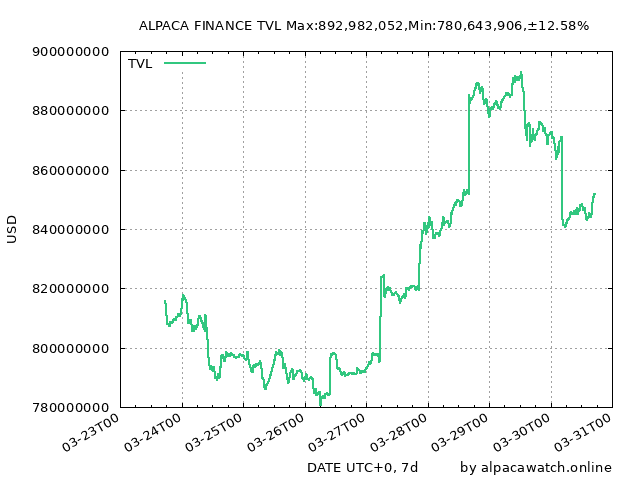 ALPACA FINANCE TVL Max:892,982,052,Min:780,643,906,±12.58%
900000000
TVL
880000000
860000000
840000000
USD
820000000
800000000
780000000
03-23T00
03-24T00
03-25T00
03-26T00
03-27T00
03-28T00
03-29T00
03-30T00
03-31T00
DATE UTC+0, 7d
by alpacawatch.online